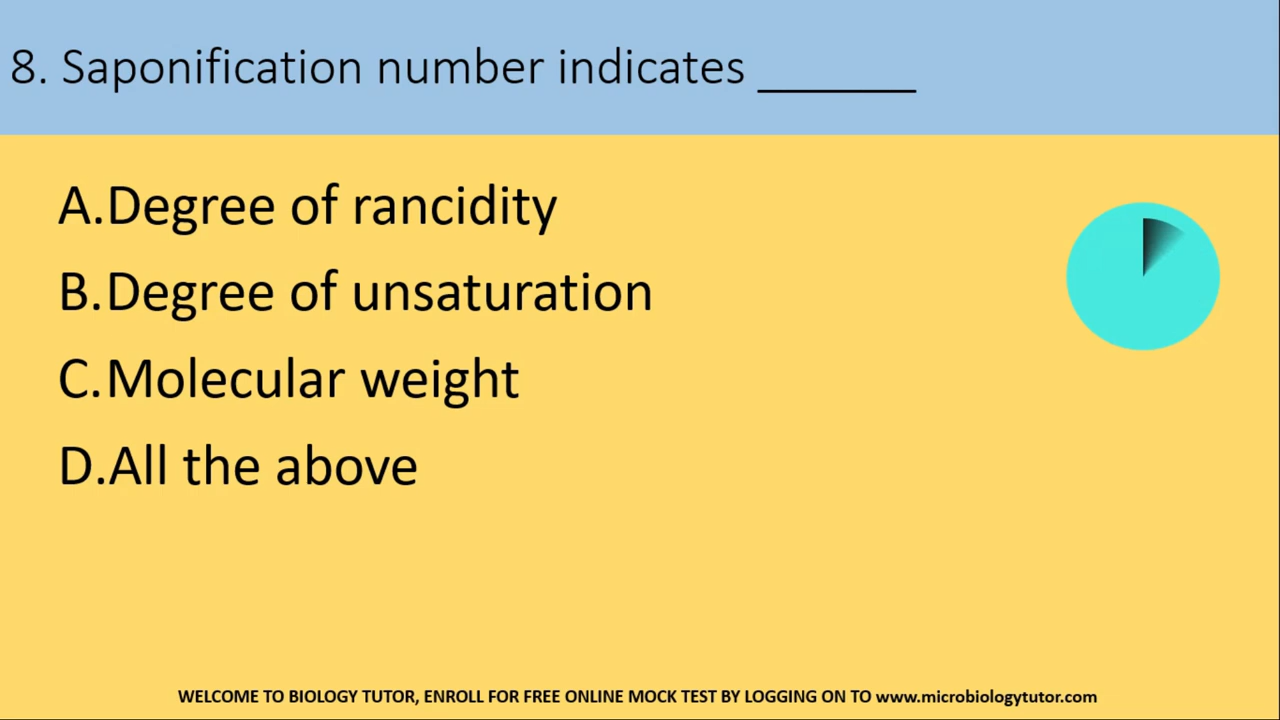 8. Saponification number indicates _______
A.Degree of rancidity
B.Degree of unsaturation
C.Molecular weight
D.All the above
WELCOME TO BIOLOGY TUTOR, ENROLL FOR FREE ONLINE MOCK TEST BY LOGGING ON TO www.microbiologytutor.com